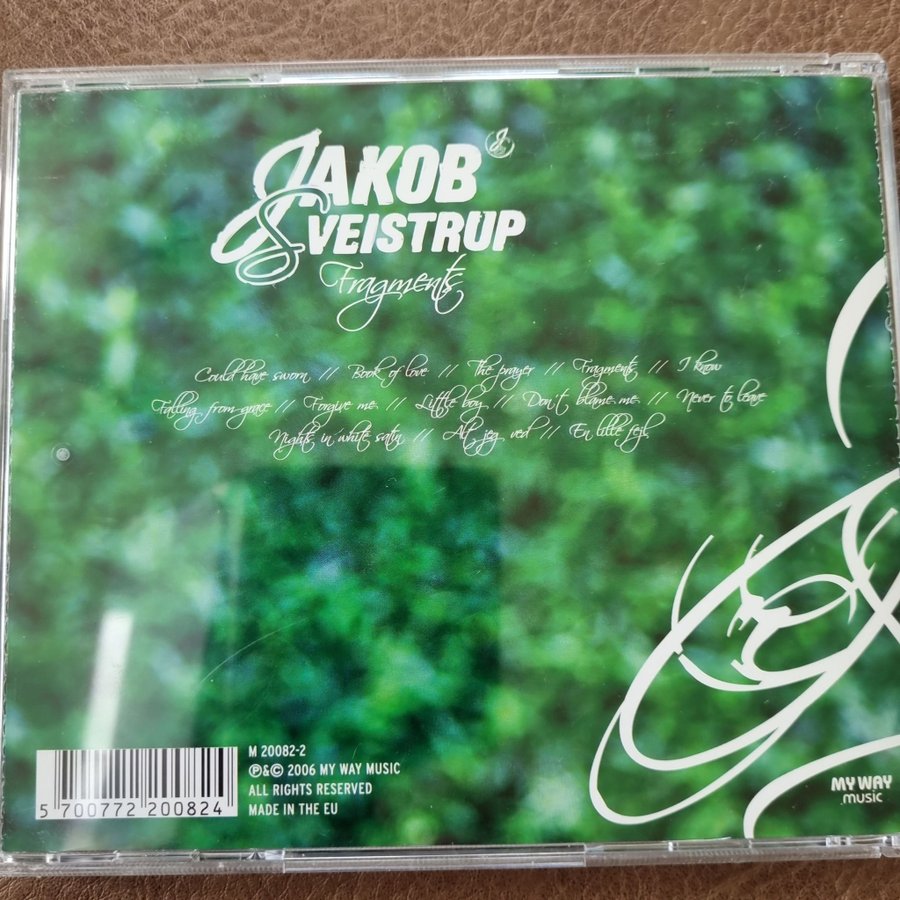 JAKOB
SVEISTRUP
Fragments
Could have sworn // Book of love // The prayer // Fragments // I know
Falling from grace // Forgive me // Little boy // Don't blame me // Never to leave
Nights in white satin // Alt jeg ved // En lille fejl
M 20082-2
℗&© 2006 MY WAY MUSIC
ALL RIGHTS RESERVED
MADE IN THE EU
5 700772 200824
MY WAY
music